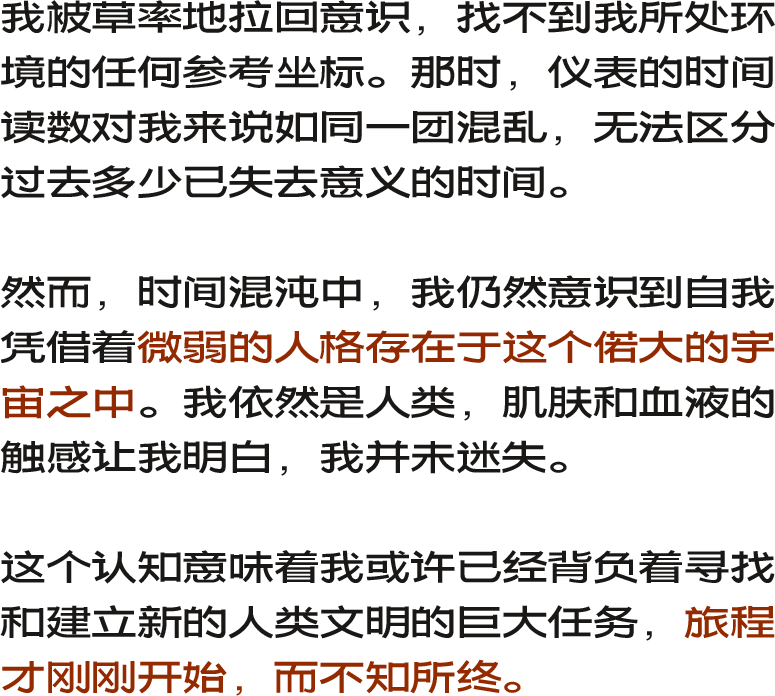 我被草率地拉回意识，找不到我所处环
境的任何参考坐标。那时，仪表的时间
读数对我来说如同一团混乱，无法区分
过去多少已失去意义的时间。
然而，时间混沌中，我仍然意识到自我
凭借着微弱的人格存在于这个偌大的宇
宙之中。我依然是人类，肌肤和血液的
触感让我明白，我并未迷失。
这个认知意味着我或许已经背负着寻找
和建立新的人类文明的巨大任务，旅程
才刚刚开始，而不知所终。